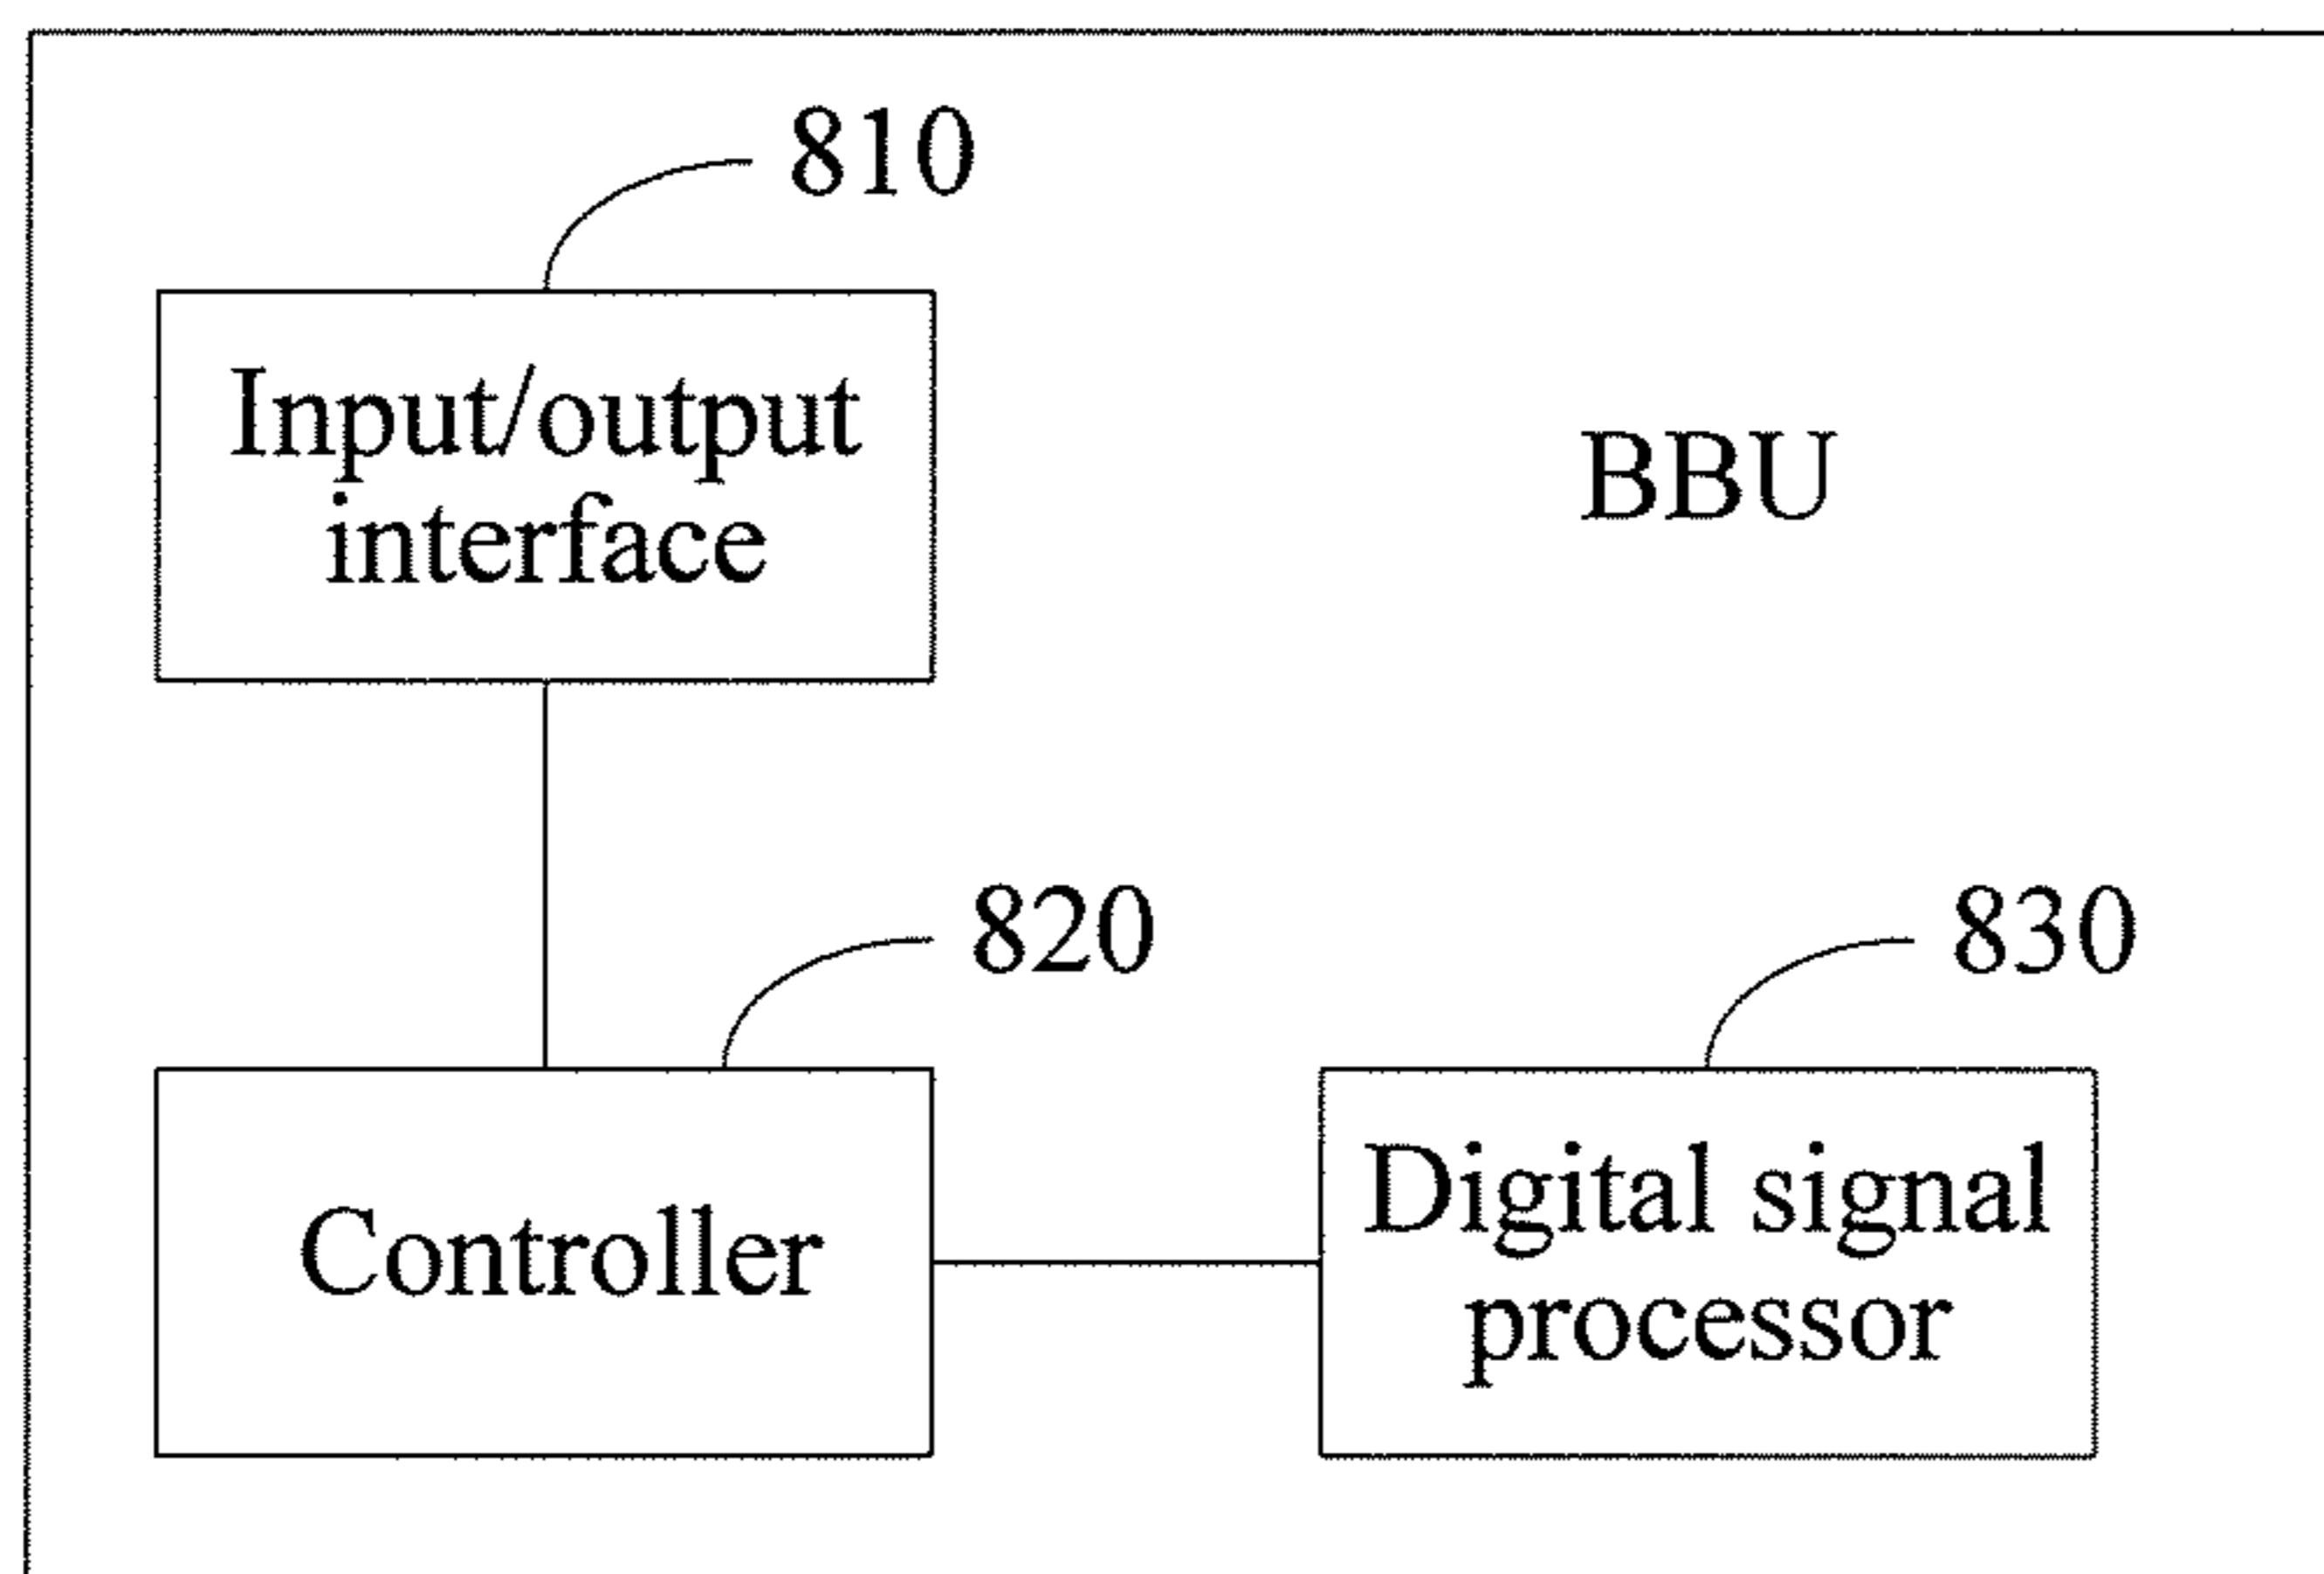 810
Input/output
interface
BBU
820
830
Controller
Digital signal
processor